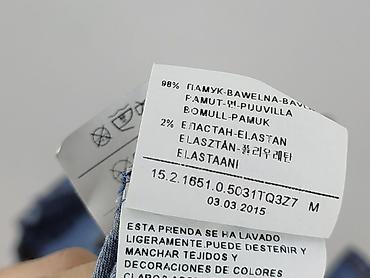 98% ПАМУК-BAWEŁNA-BAVLNA
PAMUT-면-PUUVILLA
BOMULL-PAMUK
2% ЕЛАСТАН-ELASTAN
ELASZTÁN-폴리우레탄
ELASTAANI
15.2.1651.0.5031TQ3Z7 M
03.03 2015
ESTA PRENDA SE HA LAVADO
LIGERAMENTE.PUEDE DESTEÑIR Y
MANCHAR TEJIDOS Y
DECORACIONES DE COLORES